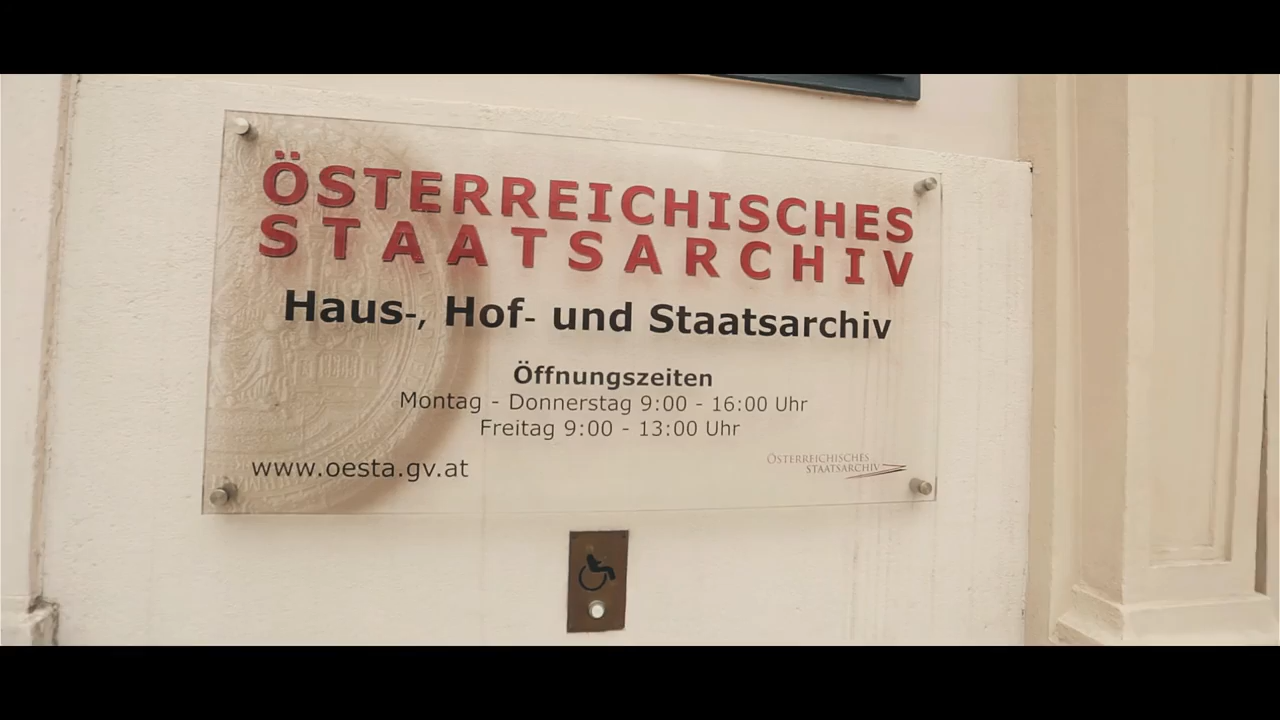 ÖSTERREICHISCHES
STAATSARCHIV
Haus-, Hof- und Staatsarchiv
Öffnungszeiten
Montag - Donnerstag 9:00 - 16:00 Uhr
Freitag 9:00 - 13:00 Uhr
www.oesta.gv.at
ÖSTERREICHISCHES
STAATSARCHIV